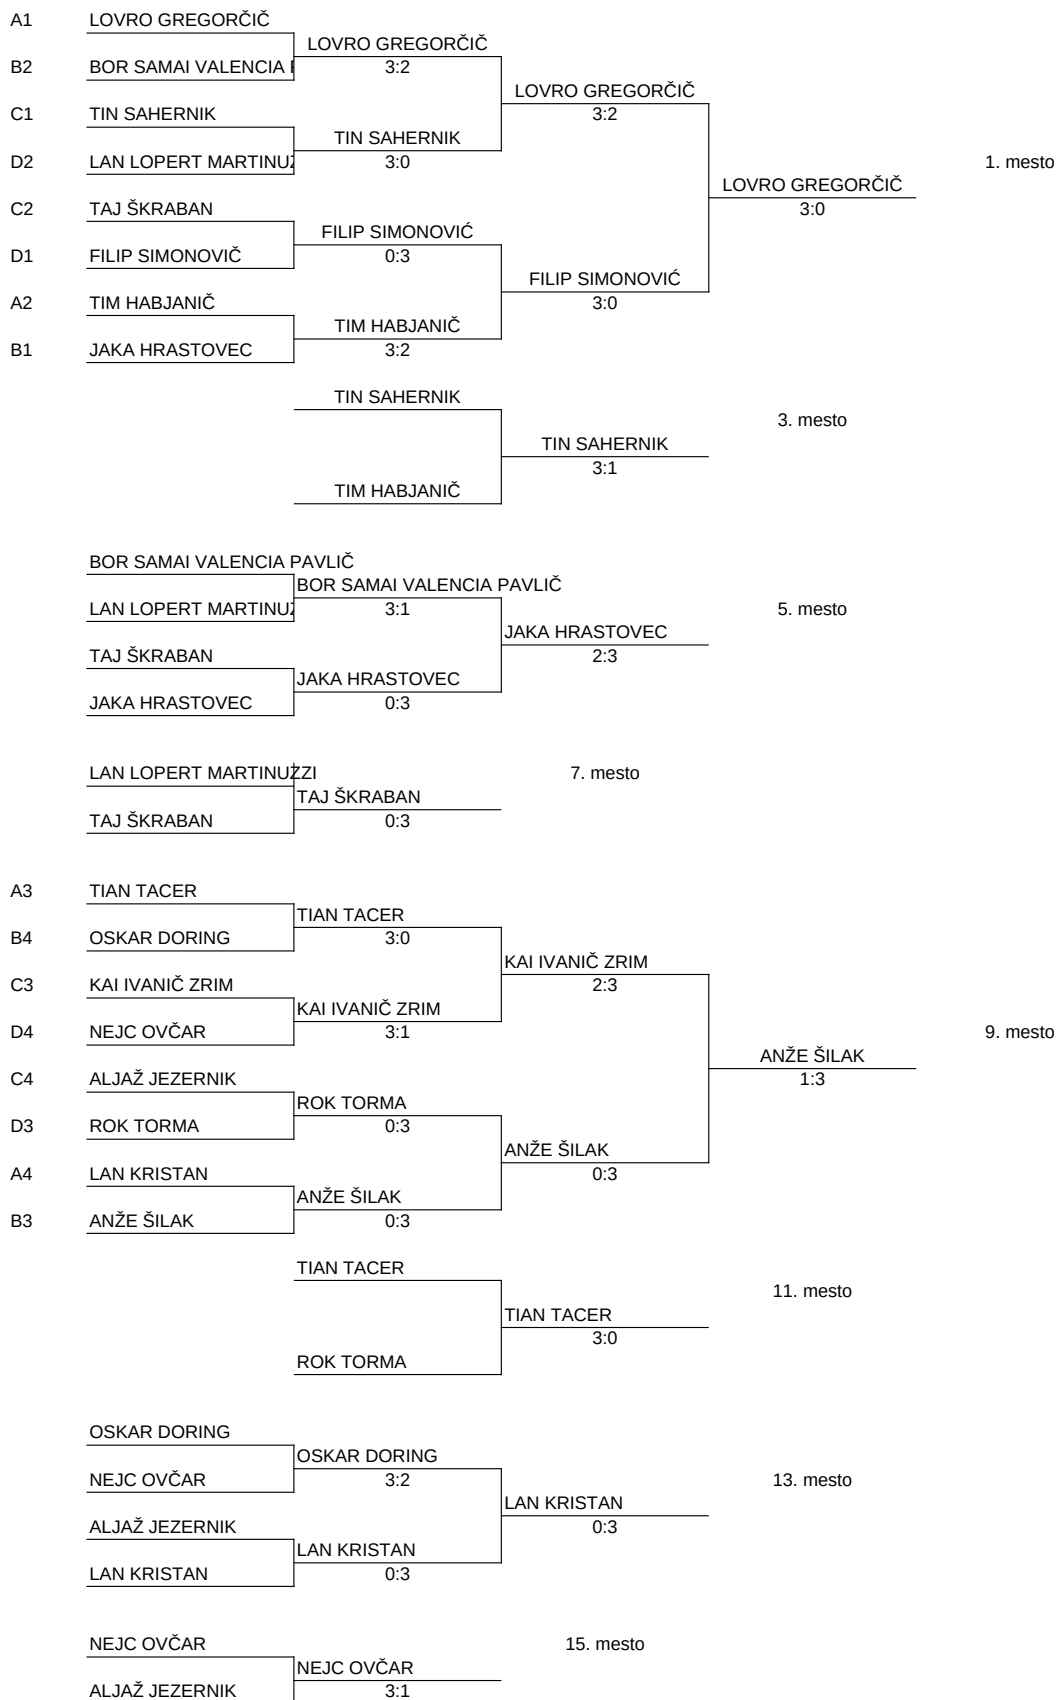 A1 LOVRO GREGORČIČ
LOVRO GREGORČIČ
B2 BOR SAMAI VALENCIA 3:2
LOVRO GREGORČIČ
C1 TIN SAHERNIK 3:2
TIN SAHERNIK
D2 LAN LOPERT MARTINUZ 3:0 1. mesto
LOVRO GREGORČIČ
C2 TAJ ŠKRABAN 3:0
FILIP SIMONOVIĆ
D1 FILIP SIMONOVIČ 0:3
FILIP SIMONOVIĆ
A2 TIM HABJANIČ 3:0
TIM HABJANIČ
B1 JAKA HRASTOVEC 3:2
TIN SAHERNIK
3. mesto
TIN SAHERNIK
3:1
TIM HABJANIČ
BOR SAMAI VALENCIA PAVLIČ
BOR SAMAI VALENCIA PAVLIČ
LAN LOPERT MARTINUZ 3:1 5. mesto
JAKA HRASTOVEC
TAJ ŠKRABAN 2:3
JAKA HRASTOVEC
JAKA HRASTOVEC 0:3
LAN LOPERT MARTINUZZI 7. mesto
TAJ ŠKRABAN
TAJ ŠKRABAN 0:3
A3 TIAN TACER
TIAN TACER
B4 OSKAR DORING 3:0
KAI IVANIČ ZRIM
C3 KAI IVANIČ ZRIM 2:3
KAI IVANIČ ZRIM
D4 NEJC OVČAR 3:1 9. mesto
ANŽE ŠILAK
C4 ALJAŽ JEZERNIK 1:3
ROK TORMA
D3 ROK TORMA 0:3
ANŽE ŠILAK
A4 LAN KRISTAN 0:3
ANŽE ŠILAK
B3 ANŽE ŠILAK 0:3
TIAN TACER
11. mesto
TIAN TACER
3:0
ROK TORMA
OSKAR DORING
OSKAR DORING
NEJC OVČAR 3:2 13. mesto
LAN KRISTAN
ALJAŽ JEZERNIK 0:3
LAN KRISTAN
LAN KRISTAN 0:3
NEJC OVČAR 15. mesto
NEJC OVČAR
ALJAŽ JEZERNIK 3:1